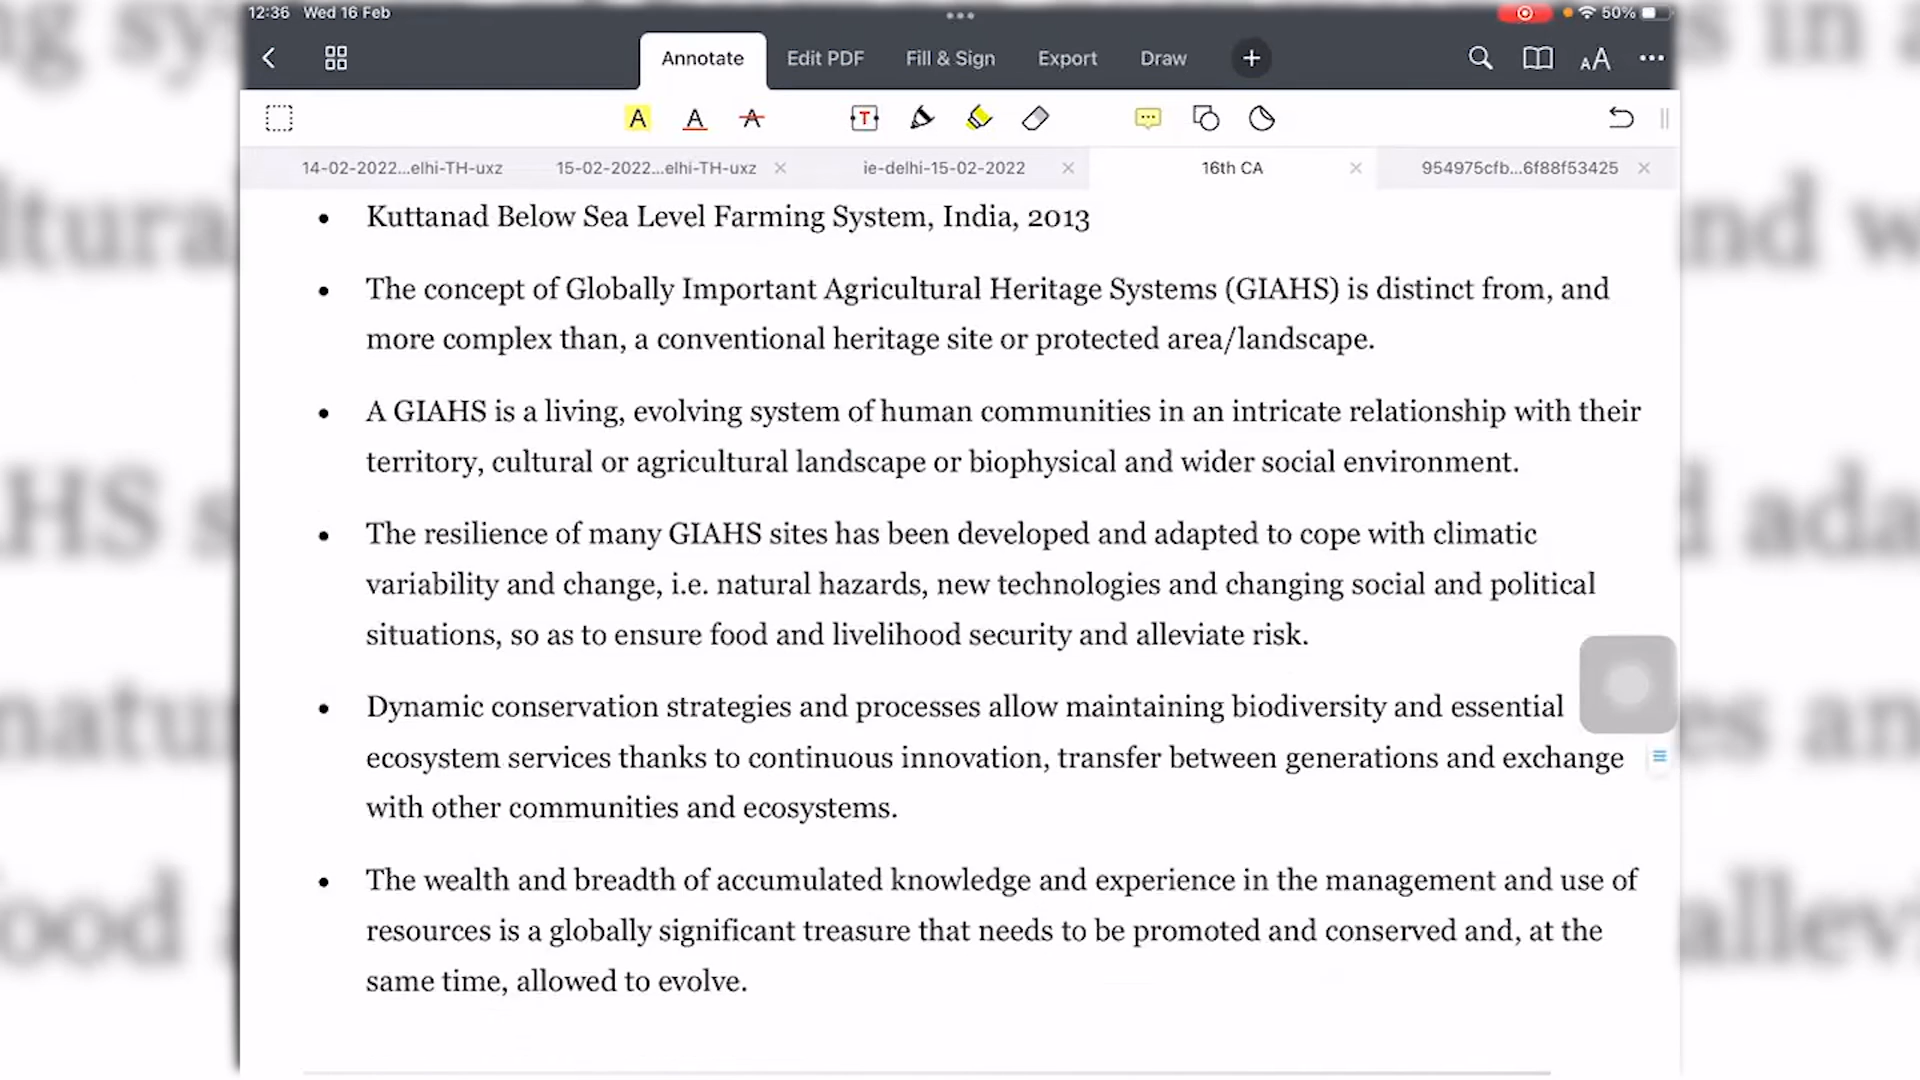 12:36 Wed 16 Feb
50%
Annotate Edit PDF Fill & Sign Export Draw
AA
A A A T
14-02-2022...elhi-TH-uxz 15-02-2022...elhi-TH-uxz ie-delhi-15-02-2022 16th CA 954975cfb...6f88f53425
• Kuttanad Below Sea Level Farming System, India, 2013
• The concept of Globally Important Agricultural Heritage Systems (GIAHS) is distinct from, and
more complex than, a conventional heritage site or protected area/landscape.
• A GIAHS is a living, evolving system of human communities in an intricate relationship with their
territory, cultural or agricultural landscape or biophysical and wider social environment.
• The resilience of many GIAHS sites has been developed and adapted to cope with climatic
variability and change, i.e. natural hazards, new technologies and changing social and political
situations, so as to ensure food and livelihood security and alleviate risk.
• Dynamic conservation strategies and processes allow maintaining biodiversity and essential
ecosystem services thanks to continuous innovation, transfer between generations and exchange
with other communities and ecosystems.
• The wealth and breadth of accumulated knowledge and experience in the management and use of
resources is a globally significant treasure that needs to be promoted and conserved and, at the
same time, allowed to evolve.